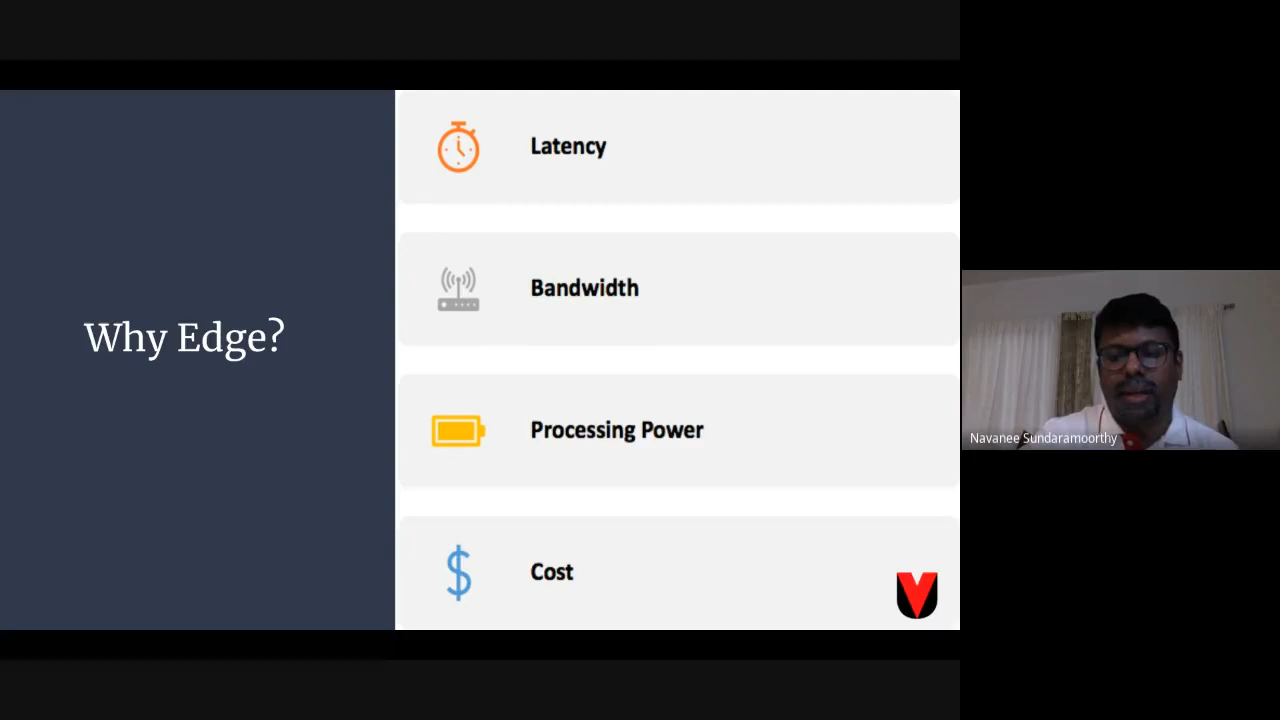 Why Edge?
Latency
Bandwidth
Processing Power
Cost
Navanee Sundaramoorthy